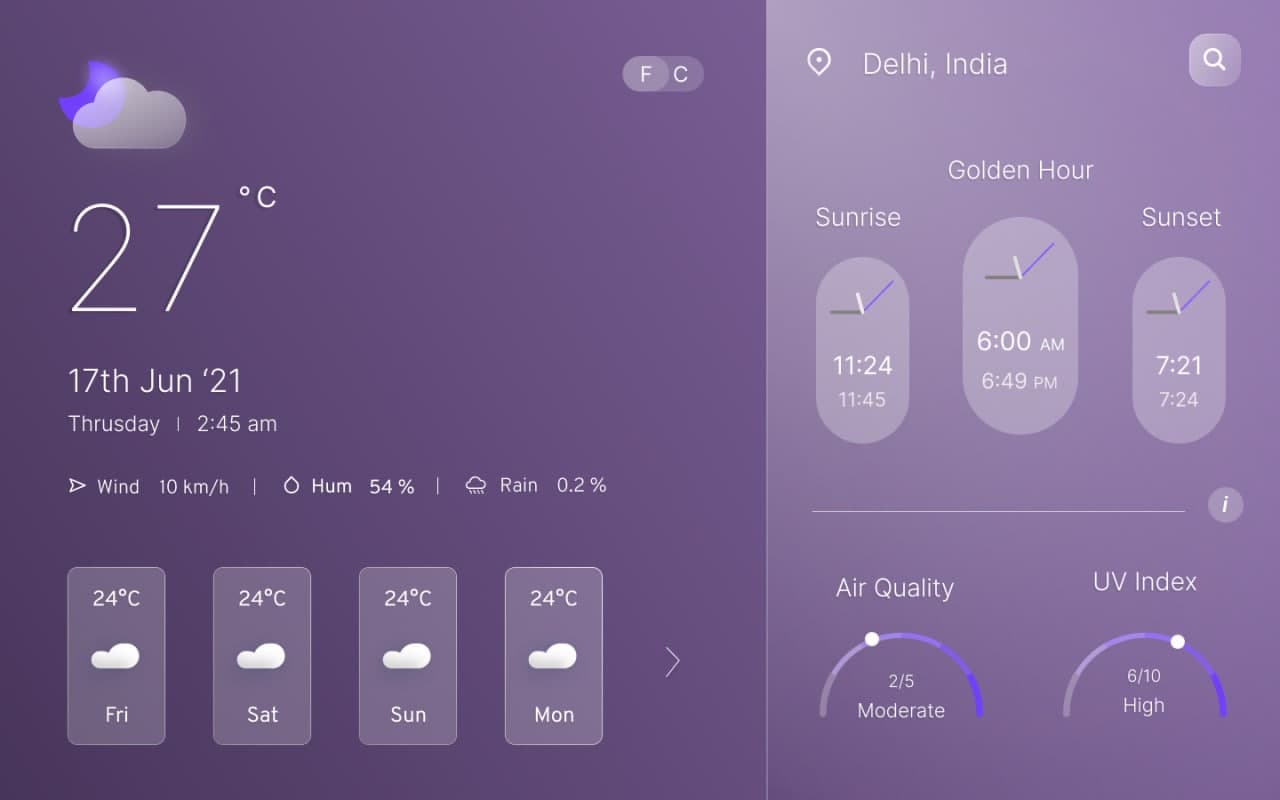 F C
27 °C
17th Jun ‘21
Thrusday | 2:45 am
Wind 10 km/h | Hum 54 % | Rain 0.2 %
24°C 24°C 24°C 24°C
Fri Sat Sun Mon
Delhi, India
Golden Hour
Sunrise
Sunset
11:24
11:45
6:00 AM
6:49 PM
7:21
7:24
i
Air Quality
2/5
Moderate
UV Index
6/10
High